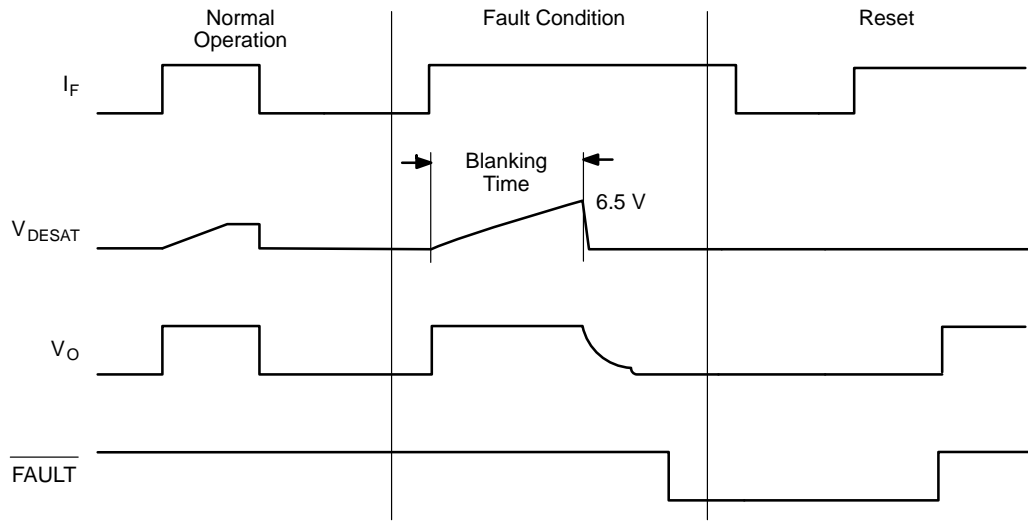 Normal
Operation
Fault Condition
Reset
I_F
Blanking
Time
6.5 V
V_DESAT
V_O
FAULT